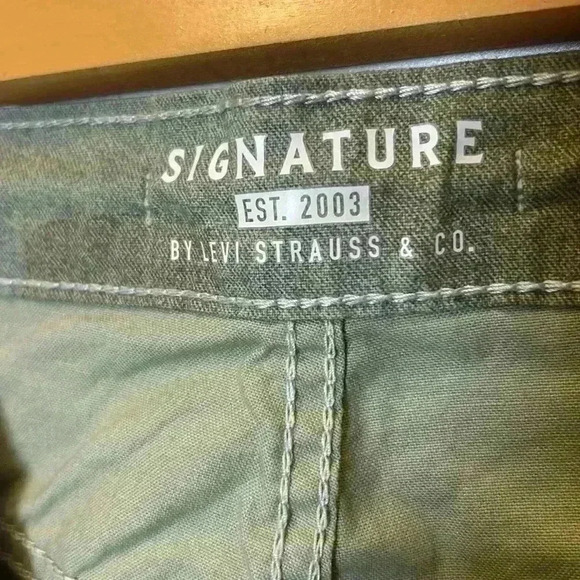 SIGNATURE
EST. 2003
BY LEVI STRAUSS & CO.